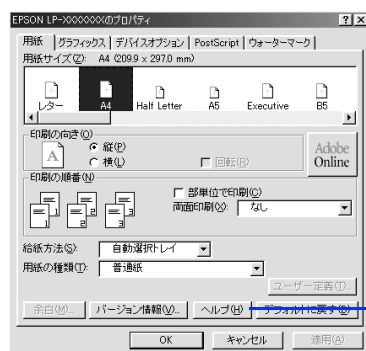 EPSON LP-XXXXXXXのプロパティ
用紙 グラフィックス デバイスオプション PostScript ウォーターマーク
用紙サイズ(Z): A4 (209.9 x 297.0 mm)
レター A4 Half Letter A5 Executive B5
印刷の向き(O)
A 縦(P)
横(L) 回転(R)
Adobe
Online
印刷の順番(N)
部単位で印刷(C)
1 1 2 2 3 3
両面印刷(X): なし
給紙方法(S): 自動選択トレイ
用紙の種類(T): 普通紙
ユーザー定義(I)...
余白(M)... バージョン情報(V)... ヘルプ(H) デフォルトに戻す(D)
OK キャンセル 適用(A)